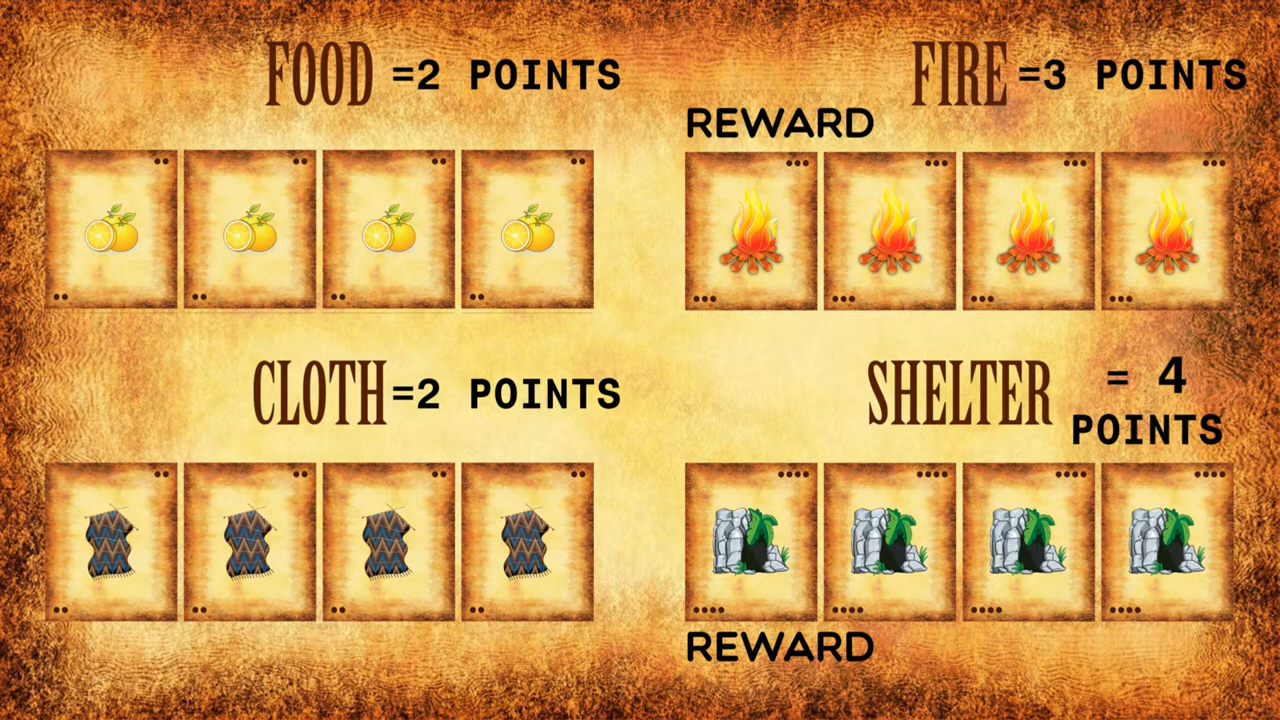 FOOD =2 POINTS
FIRE =3 POINTS
REWARD
CLOTH =2 POINTS
SHELTER = 4
POINTS
REWARD